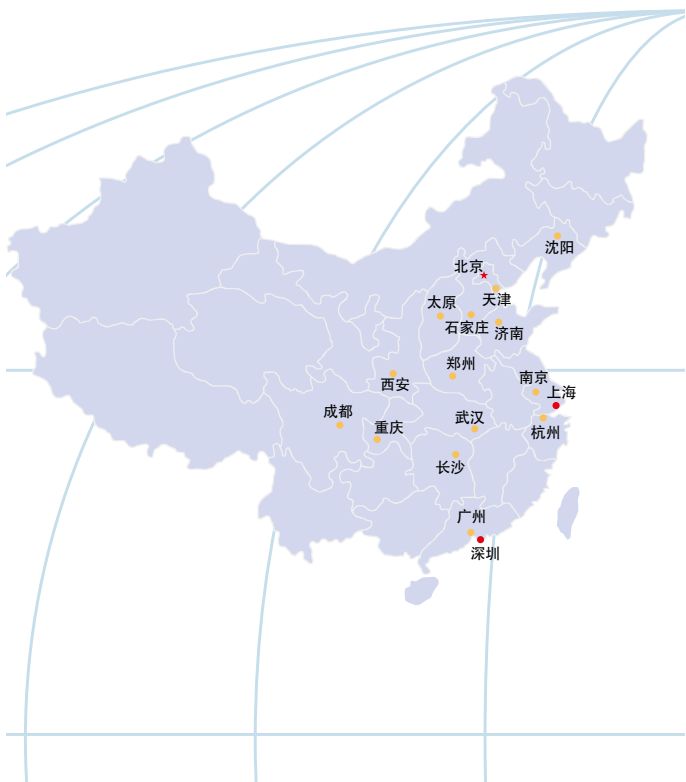 沈阳
北京
天津
太原
石家庄
济南
郑州
西安
南京
上海
成都
重庆
武汉
杭州
长沙
广州
深圳